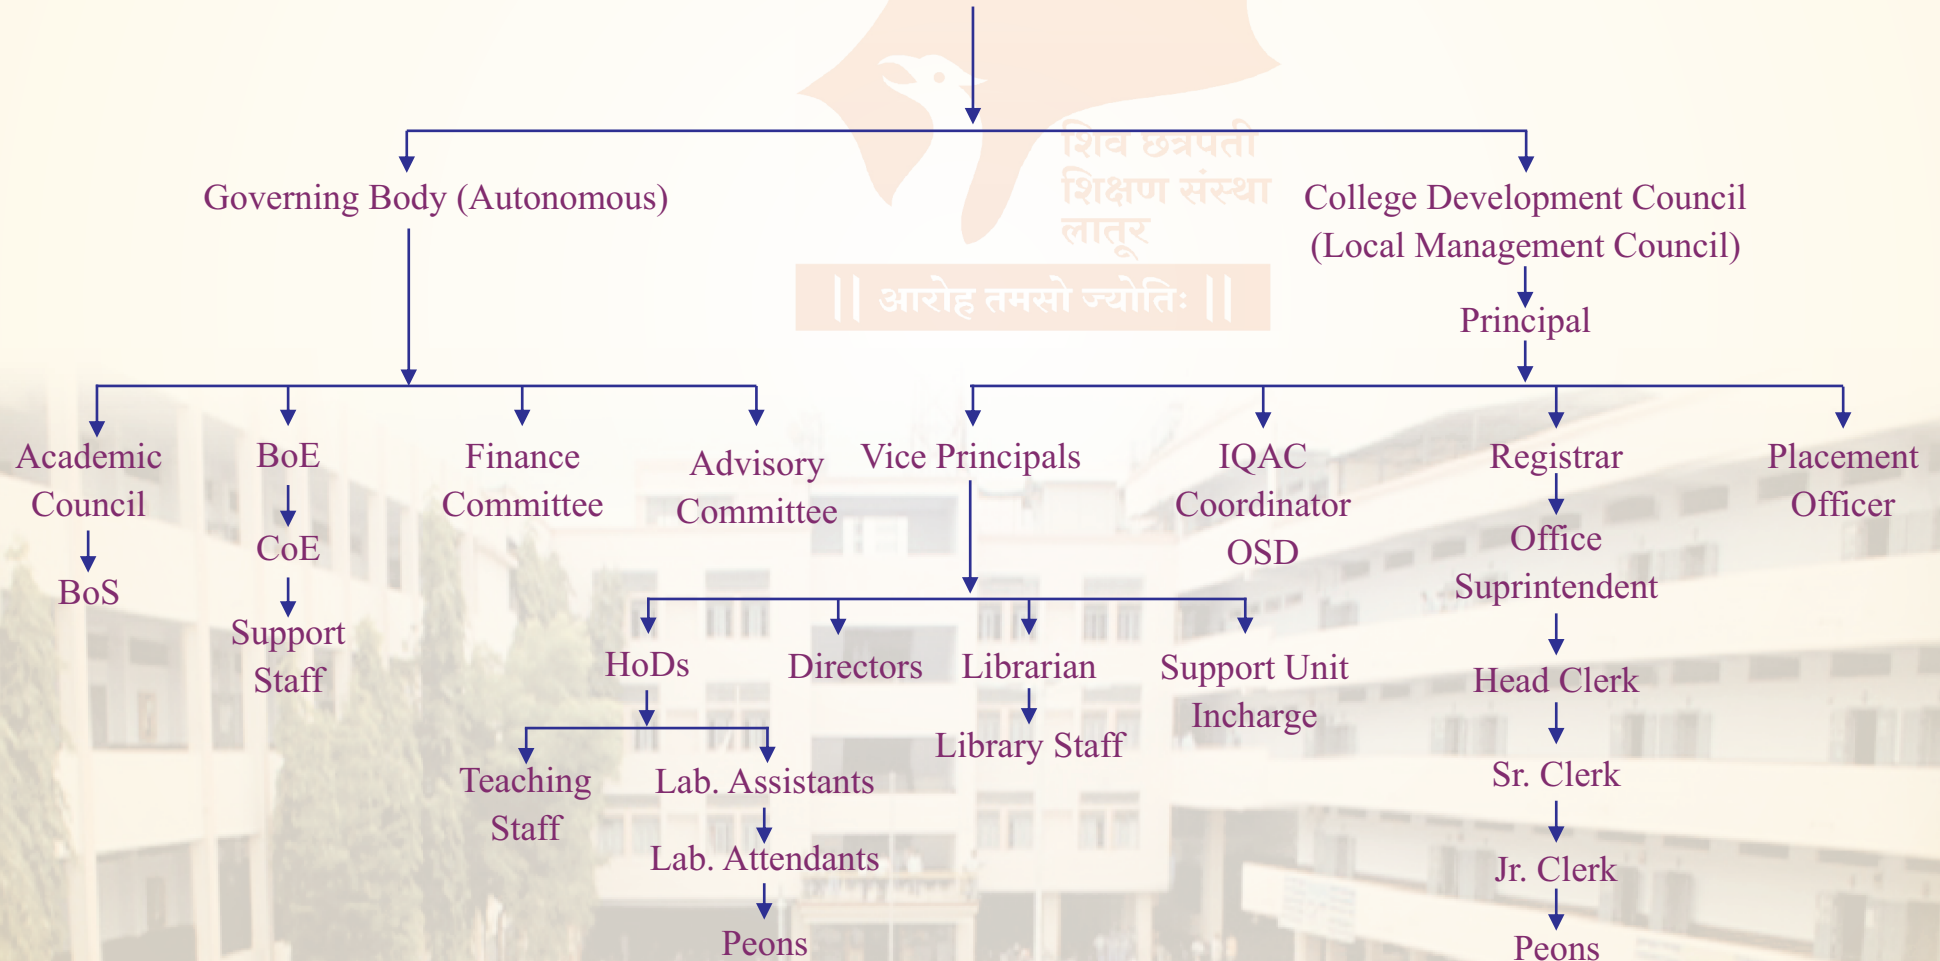 शिव छत्रपती
शिक्षण संस्था
लातूर
|| आरोह तमसो ज्योतिः ||
Governing Body (Autonomous)
College Development Council
(Local Management Council)
Principal
Academic
Council
BoS
BoE
CoE
Support
Staff
Finance
Committee
Advisory
Committee
Vice Principals
IQAC
Coordinator
OSD
Registrar
Office
Suprintendent
Head Clerk
Sr. Clerk
Jr. Clerk
Peons
Placement
Officer
HoDs
Directors
Librarian
Library Staff
Support Unit
Incharge
Teaching
Staff
Lab. Assistants
Lab. Attendants
Peons